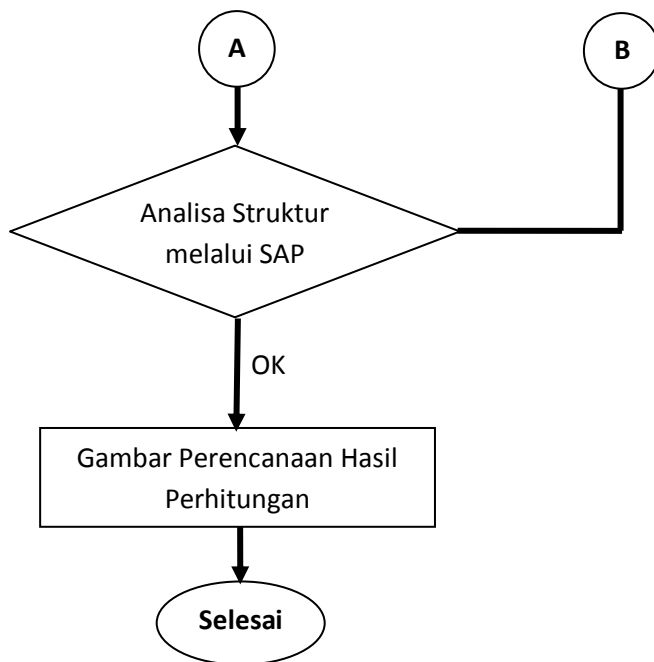 A
B
Analisa Struktur
melalui SAP
OK
Gambar Perencanaan Hasil
Perhitungan
Selesai